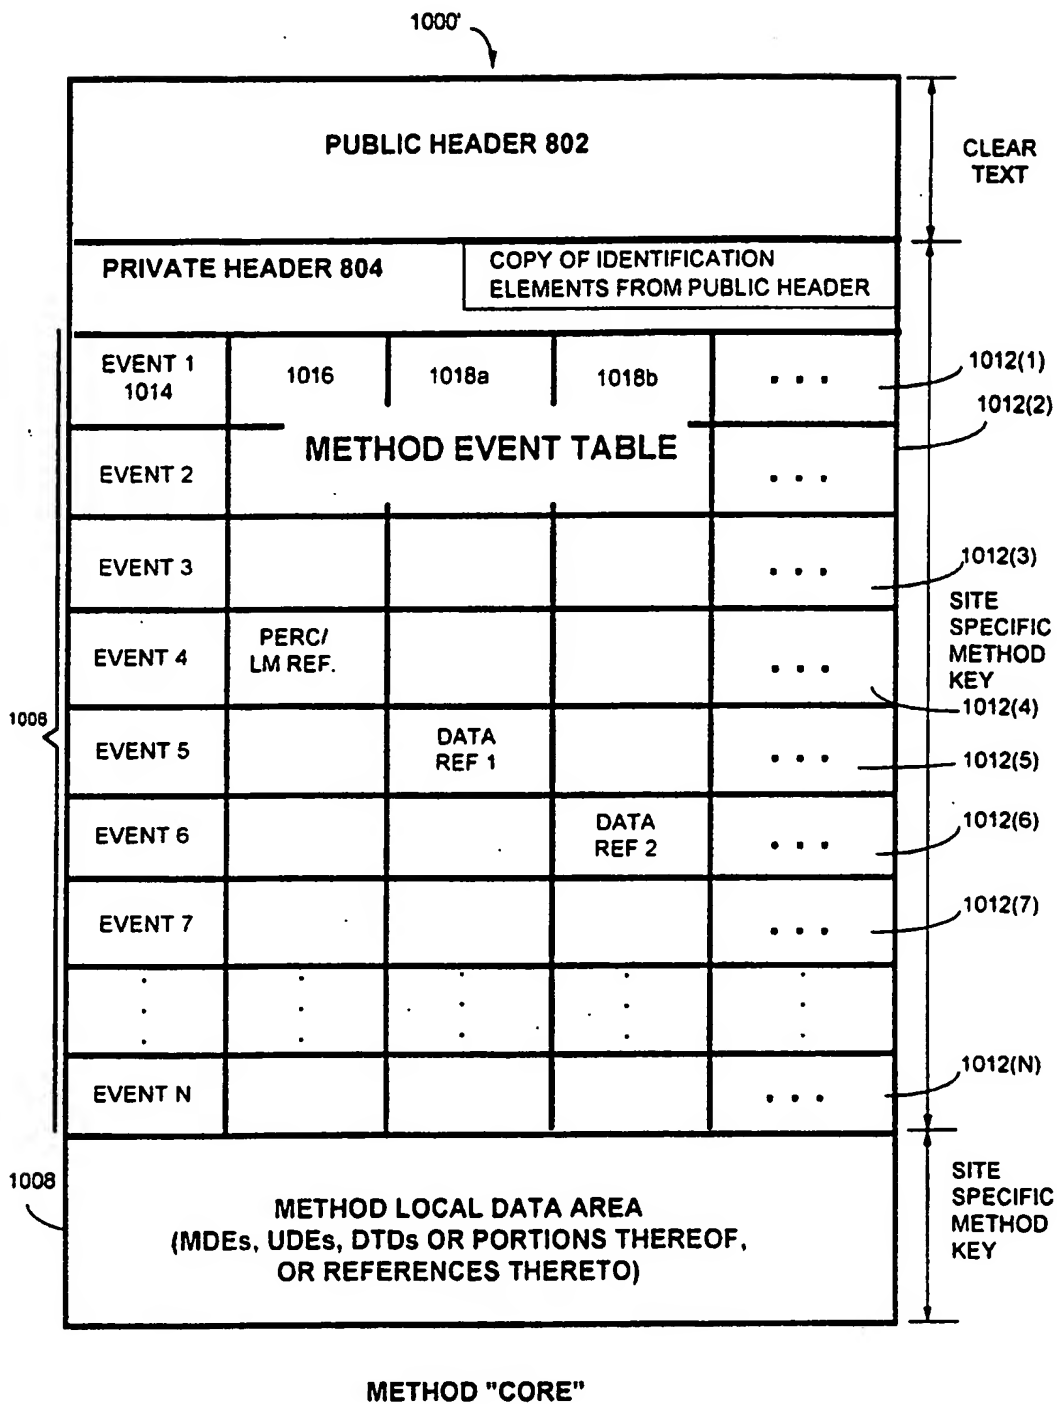 1000'
PUBLIC HEADER 802
CLEAR
TEXT
PRIVATE HEADER 804
COPY OF IDENTIFICATION
ELEMENTS FROM PUBLIC HEADER
EVENT 1
1014
1016
1018a
1018b
• • •
1012(1)
1012(2)
METHOD EVENT TABLE
EVENT 2
• • •
EVENT 3
• • •
1012(3)
SITE
SPECIFIC
METHOD
KEY
EVENT 4
PERC/
LM REF.
• • •
1012(4)
1006
EVENT 5
DATA
REF 1
• • •
1012(5)
EVENT 6
DATA
REF 2
• • •
1012(6)
EVENT 7
• • •
1012(7)
EVENT N
• • •
1012(N)
1008
METHOD LOCAL DATA AREA
(MDEs, UDEs, DTDs OR PORTIONS THEREOF,
OR REFERENCES THERETO)
SITE
SPECIFIC
METHOD
KEY
METHOD "CORE"